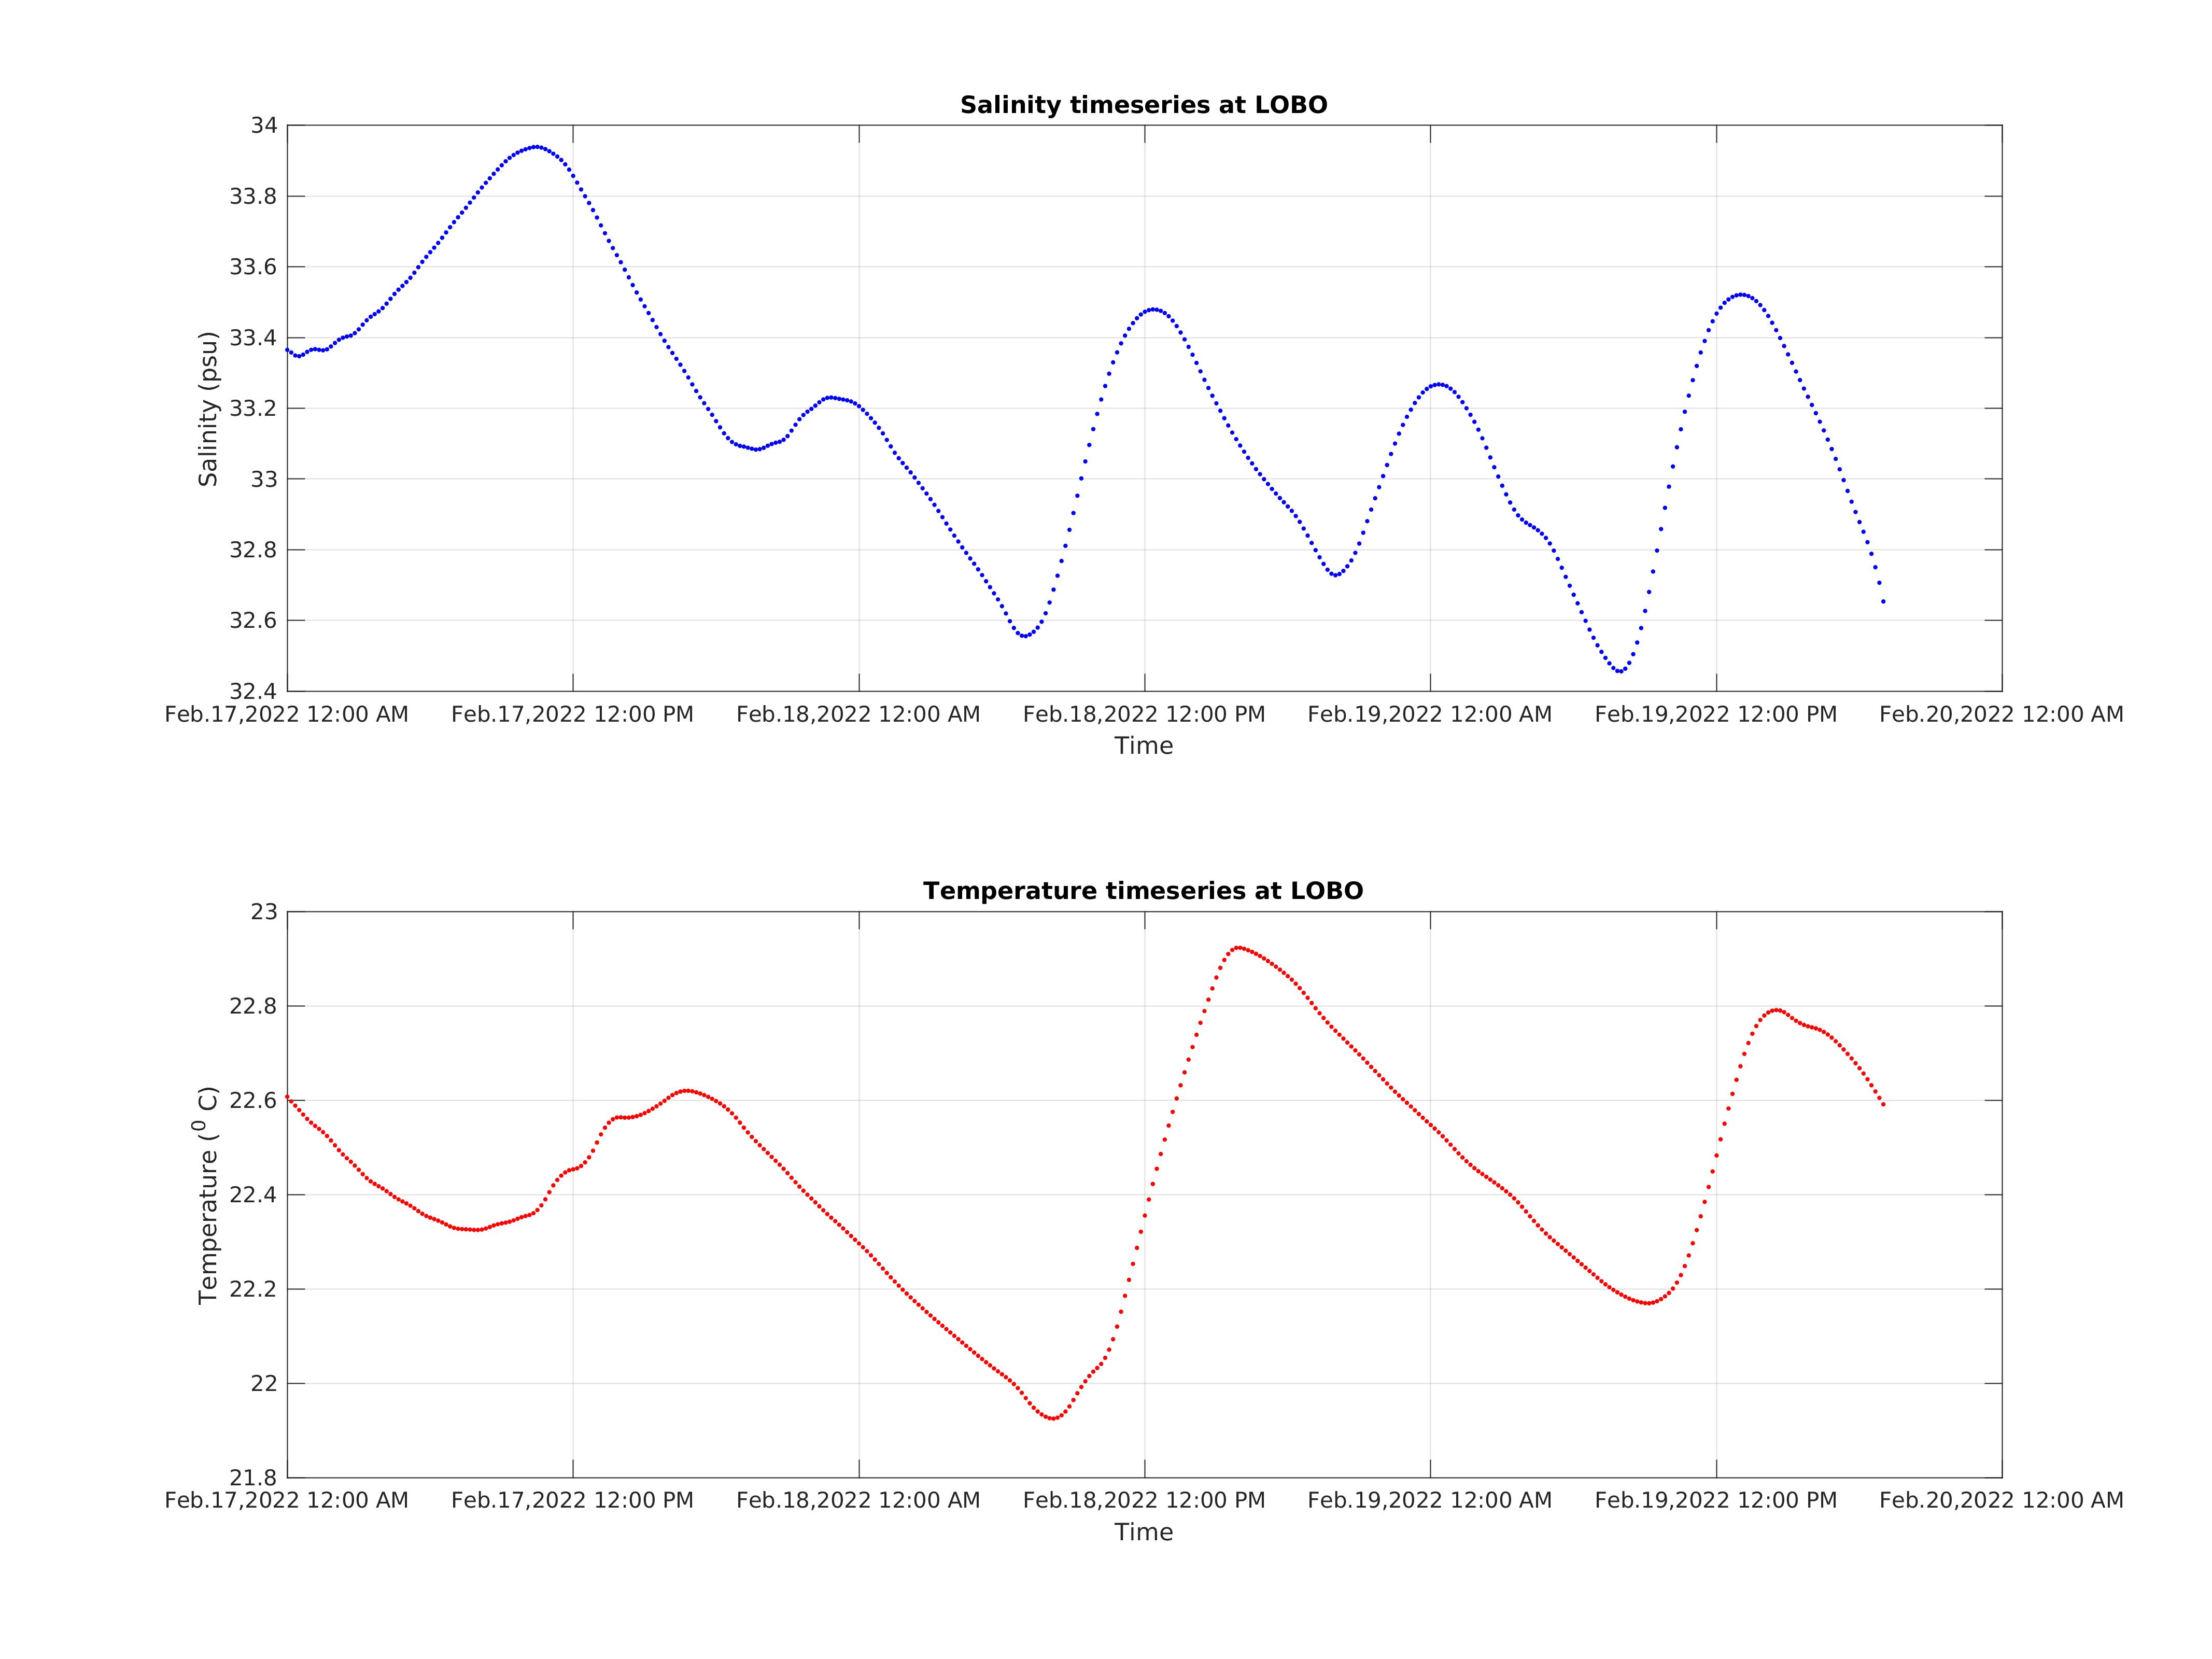 Salinity timeseries at LOBO
34
33.8
33.6
33.4
33.2
33
32.8
32.6
32.4
Salinity (psu)
Feb.17,2022 12:00 AM Feb.17,2022 12:00 PM Feb.18,2022 12:00 AM Feb.18,2022 12:00 PM Feb.19,2022 12:00 AM Feb.19,2022 12:00 PM Feb.20,2022 12:00 AM
Time
Temperature timeseries at LOBO
23
22.8
22.6
22.4
22.2
22
21.8
Temperature (⁰ C)
Feb.17,2022 12:00 AM Feb.17,2022 12:00 PM Feb.18,2022 12:00 AM Feb.18,2022 12:00 PM Feb.19,2022 12:00 AM Feb.19,2022 12:00 PM Feb.20,2022 12:00 AM
Time